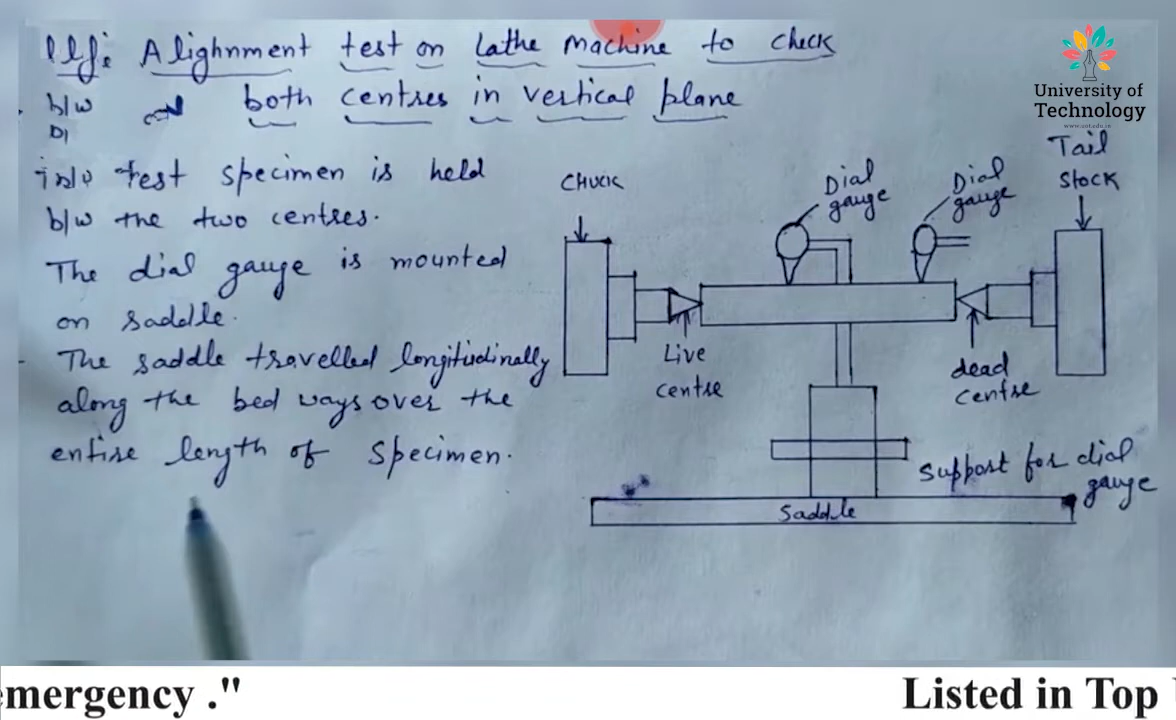 Alighnment test on Lathe Machine to check
both centres in vertical plane
test specimen is held
b/w the two centres.
The dial gauge is mounted
on saddle.
The saddle travelled longitudinally
along the bed ways over the
entire length of specimen.
b/w
CHUCK
Dial
gauge
Dial
gauge
Tail
Stock
Live
centre
dead
centre
Support for dial
gauge
Saddle
University of
Technology
emergency ."
Listed in Top